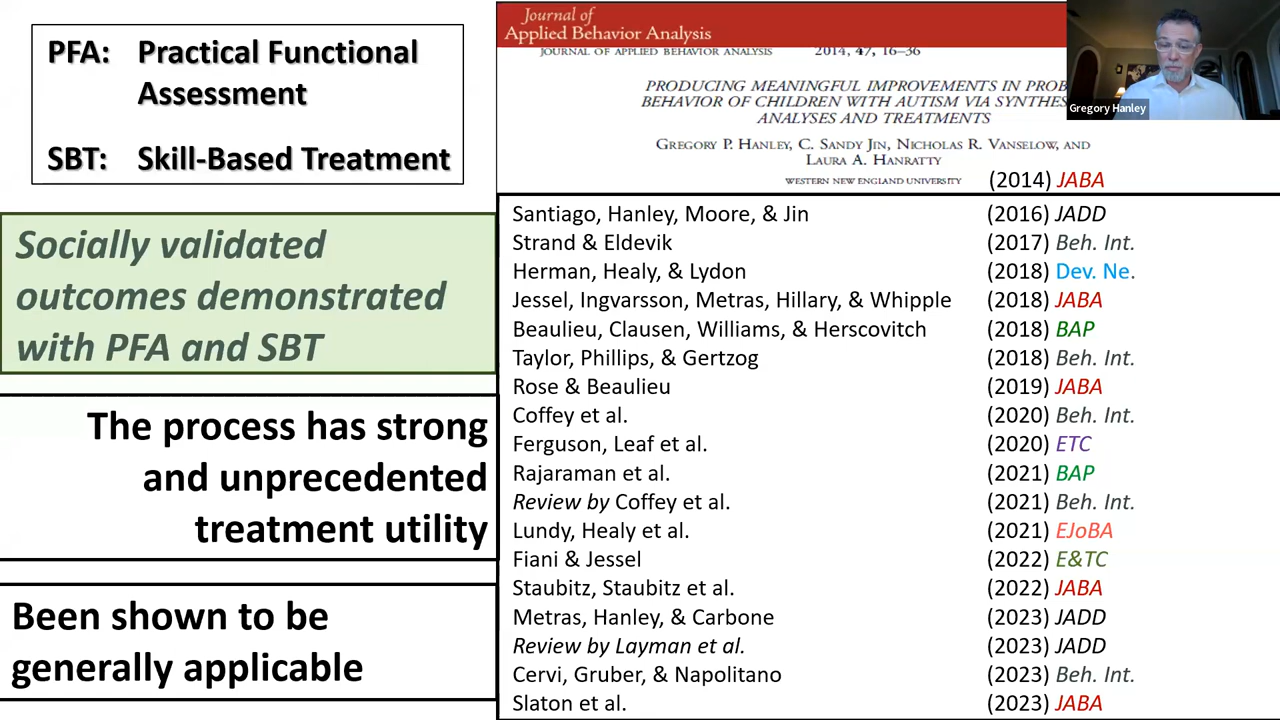 PFA: Practical Functional
Assessment
SBT: Skill-Based Treatment
Socially validated
outcomes demonstrated
with PFA and SBT
The process has strong
and unprecedented
treatment utility
Been shown to be
generally applicable
Journal of
Applied Behavior Analysis
JOURNAL OF APPLIED BEHAVIOR ANALYSIS 2014, 47, 16–36
PRODUCING MEANINGFUL IMPROVEMENTS IN PROB
BEHAVIOR OF CHILDREN WITH AUTISM VIA SYNTHES
ANALYSES AND TREATMENTS
GREGORY P. HANLEY, C. SANDY JIN, NICHOLAS R. VANSELOW, AND
LAURA A. HANRATTY
WESTERN NEW ENGLAND UNIVERSITY (2014) JABA
Gregory Hanley
Santiago, Hanley, Moore, & Jin (2016) JADD
Strand & Eldevik (2017) Beh. Int.
Herman, Healy, & Lydon (2018) Dev. Ne.
Jessel, Ingvarsson, Metras, Hillary, & Whipple (2018) JABA
Beaulieu, Clausen, Williams, & Herscovitch (2018) BAP
Taylor, Phillips, & Gertzog (2018) Beh. Int.
Rose & Beaulieu (2019) JABA
Coffey et al. (2020) Beh. Int.
Ferguson, Leaf et al. (2020) ETC
Rajaraman et al. (2021) BAP
Review by Coffey et al. (2021) Beh. Int.
Lundy, Healy et al. (2021) EJoBA
Fiani & Jessel (2022) E&TC
Staubitz, Staubitz et al. (2022) JABA
Metras, Hanley, & Carbone (2023) JADD
Review by Layman et al. (2023) JADD
Cervi, Gruber, & Napolitano (2023) Beh. Int.
Slaton et al. (2023) JABA